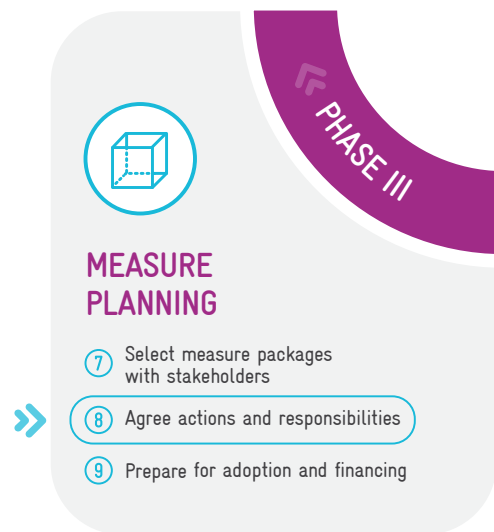 PHASE III
MEASURE
PLANNING
7 Select measure packages
with stakeholders
8 Agree actions and responsibilities
9 Prepare for adoption and financing